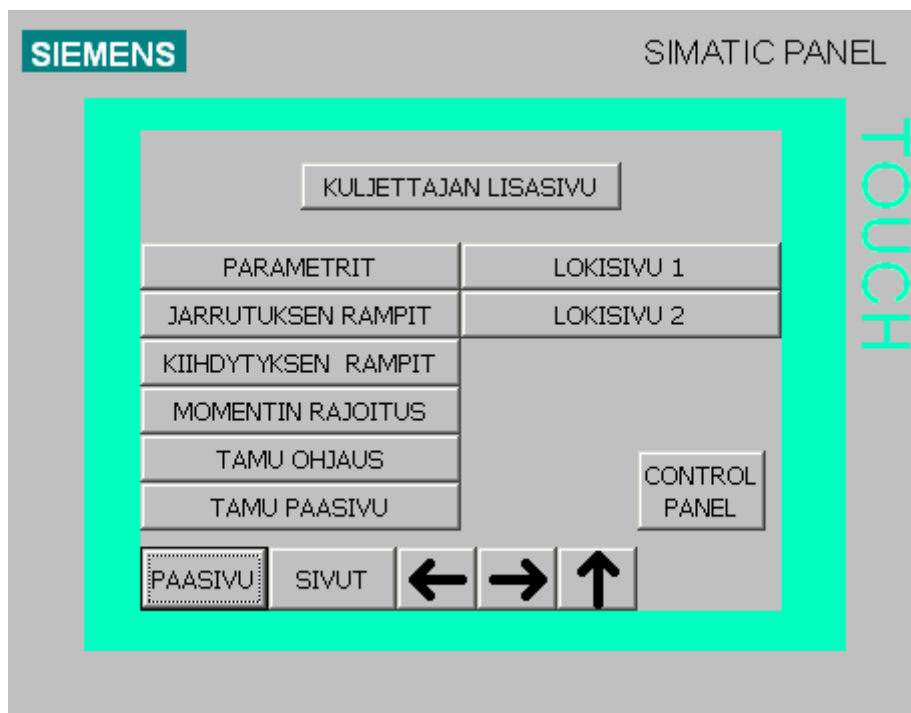 SIEMENS
SIMATIC PANEL
TOUCH
KULJETTAJAN LISASIVU
PARAMETRIT
LOKISIVU 1
JARRUTUKSEN RAMPIT
LOKISIVU 2
KIIHDYTYKSEN RAMPIT
MOMENTIN RAJOITUS
TAMU OHJAUS
TAMU PAASIVU
CONTROL
PANEL
PAASIVU
SIVUT